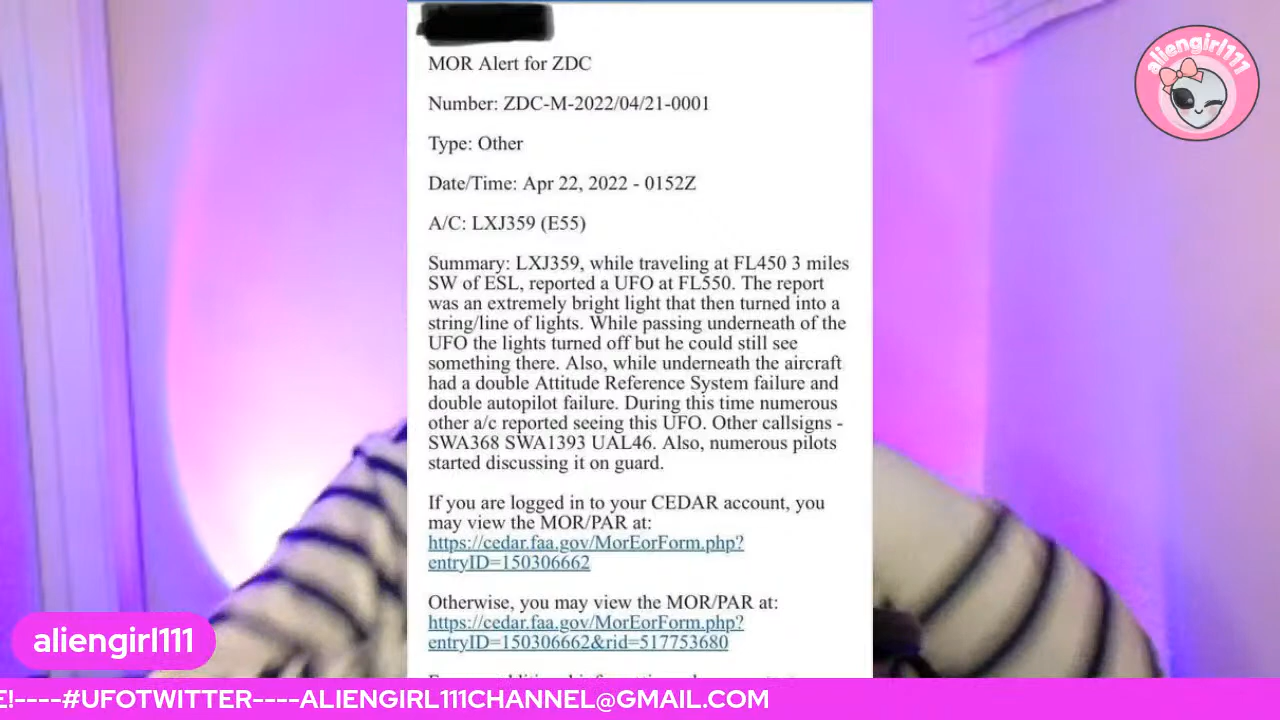 MOR Alert for ZDC
Number: ZDC-M-2022/04/21-0001
Type: Other
Date/Time: Apr 22, 2022 - 0152Z
A/C: LXJ359 (E55)
Summary: LXJ359, while traveling at FL450 3 miles
SW of ESL, reported a UFO at FL550. The report
was an extremely bright light that then turned into a
string/line of lights. While passing underneath of the
UFO the lights turned off but he could still see
something there. Also, while underneath the aircraft
had a double Attitude Reference System failure and
double autopilot failure. During this time numerous
other a/c reported seeing this UFO. Other callsigns -
SWA368 SWA1393 UAL46. Also, numerous pilots
started discussing it on guard.
If you are logged in to your CEDAR account, you
may view the MOR/PAR at:
https://cedar.faa.gov/MorEorForm.php?
entryID=150306662
Otherwise, you may view the MOR/PAR at:
https://cedar.faa.gov/MorEorForm.php?
entryID=150306662&rid=517753680
aliengirl111
aliengirl111
E!----#UFOTWITTER----ALIENGIRL111CHANNEL@GMAIL.COM